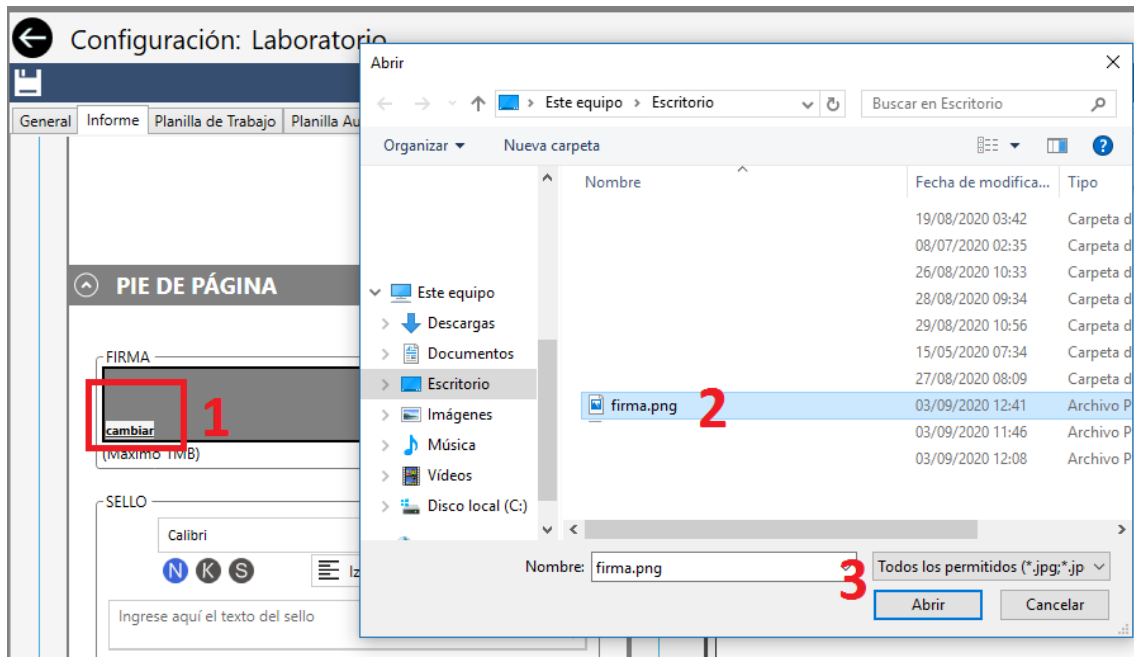 Configuración: Laboratorio
General Informe Planilla de Trabajo Planilla Au
PIE DE PÁGINA
FIRMA
cambiar
1
(Máximo 1MB)
SELLO
Calibri
N K S Iz
Ingrese aquí el texto del sello
Abrir
Este equipo Escritorio Buscar en Escritorio
Organizar Nueva carpeta ?
Nombre Fecha de modifica... Tipo
Este equipo
Descargas
Documentos
Escritorio
Imágenes
Música
Vídeos
Disco local (C:)
19/08/2020 03:42 Carpeta d
08/07/2020 02:35 Carpeta d
26/08/2020 10:33 Carpeta d
28/08/2020 09:34 Carpeta d
29/08/2020 10:56 Carpeta d
15/05/2020 07:34 Carpeta d
27/08/2020 08:09 Carpeta d
firma.png 2 03/09/2020 12:41 Archivo P
03/09/2020 11:46 Archivo P
03/09/2020 12:08 Archivo P
Nombre: firma.png Todos los permitidos (*.jpg;*.jp
3
Abrir Cancelar